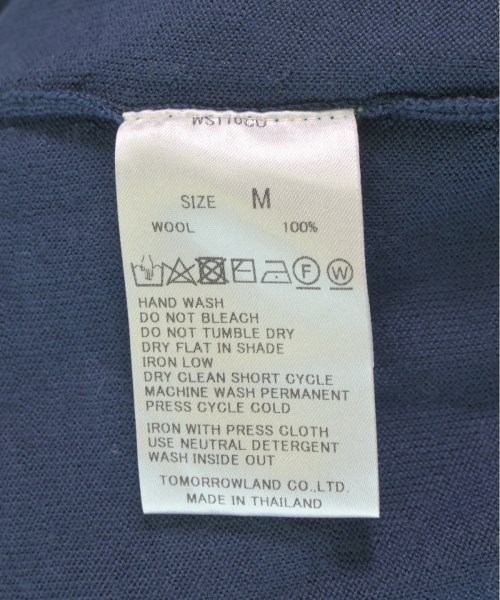 SIZE M
WOOL 100%
F W
HAND WASH
DO NOT BLEACH
DO NOT TUMBLE DRY
DRY FLAT IN SHADE
IRON LOW
DRY CLEAN SHORT CYCLE
MACHINE WASH PERMANENT
PRESS CYCLE COLD
IRON WITH PRESS CLOTH
USE NEUTRAL DETERGENT
WASH INSIDE OUT
TOMORROWLAND CO.,LTD.
MADE IN THAILAND